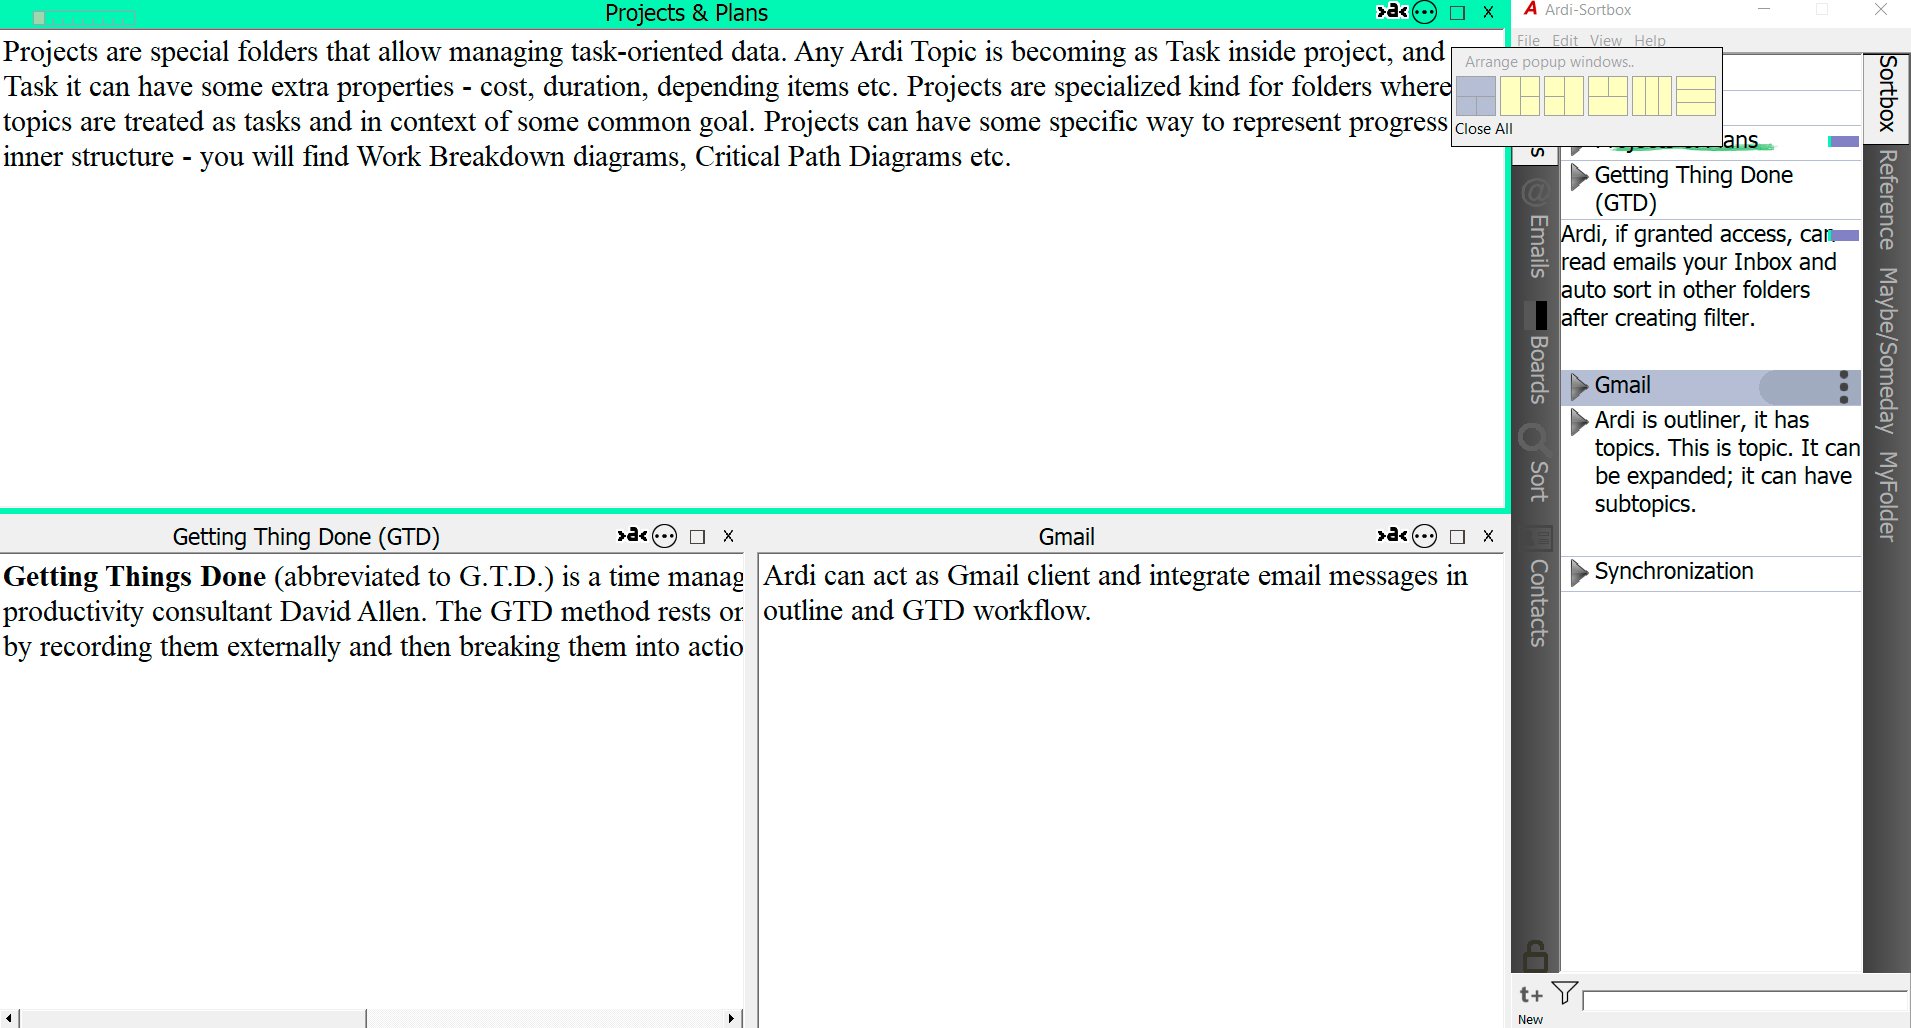 Projects & Plans
Projects are special folders that allow managing task-oriented data. Any Ardi Topic is becoming as Task inside project, and
Task it can have some extra properties - cost, duration, depending items etc. Projects are specialized kind for folders where
topics are treated as tasks and in context of some common goal. Projects can have some specific way to represent progress
inner structure - you will find Work Breakdown diagrams, Critical Path Diagrams etc.
Getting Thing Done (GTD)
Getting Things Done (abbreviated to G.T.D.) is a time manag
productivity consultant David Allen. The GTD method rests on
by recording them externally and then breaking them into actio
Gmail
Ardi can act as Gmail client and integrate email messages in
outline and GTD workflow.
Ardi-Sortbox
File Edit View Help
Arrange popup windows..
Close All
Getting Thing Done
(GTD)
Ardi, if granted access, can
read emails your Inbox and
auto sort in other folders
after creating filter.
Gmail
Ardi is outliner, it has
topics. This is topic. It can
be expanded; it can have
subtopics.
Synchronization
Emails
Boards
Sort
Contacts
Sortbox
Reference
Maybe/Someday
MyFolder
t+
New